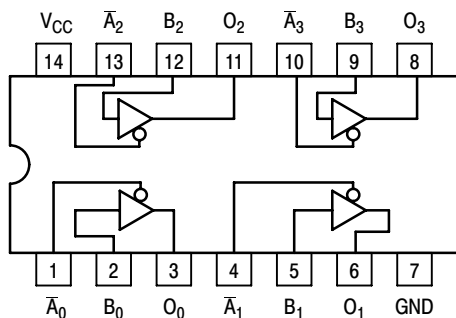 V_CC A̅₂ B₂ O₂ A̅₃ B₃ O₃
14 13 12 11 10 9 8
1 2 3 4 5 6 7
A̅₀ B₀ O₀ A̅₁ B₁ O₁ GND